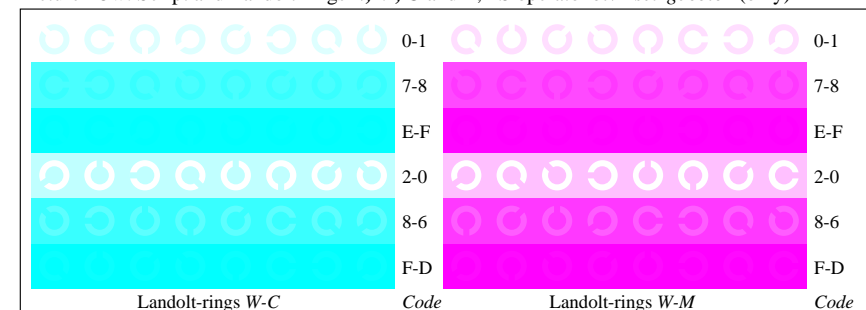 0-1 0-1
7-8 7-8
E-F E-F
2-0 2-0
8-6 8-6
F-D F-D
Landolt-rings W-C Code Landolt-rings W-M Code